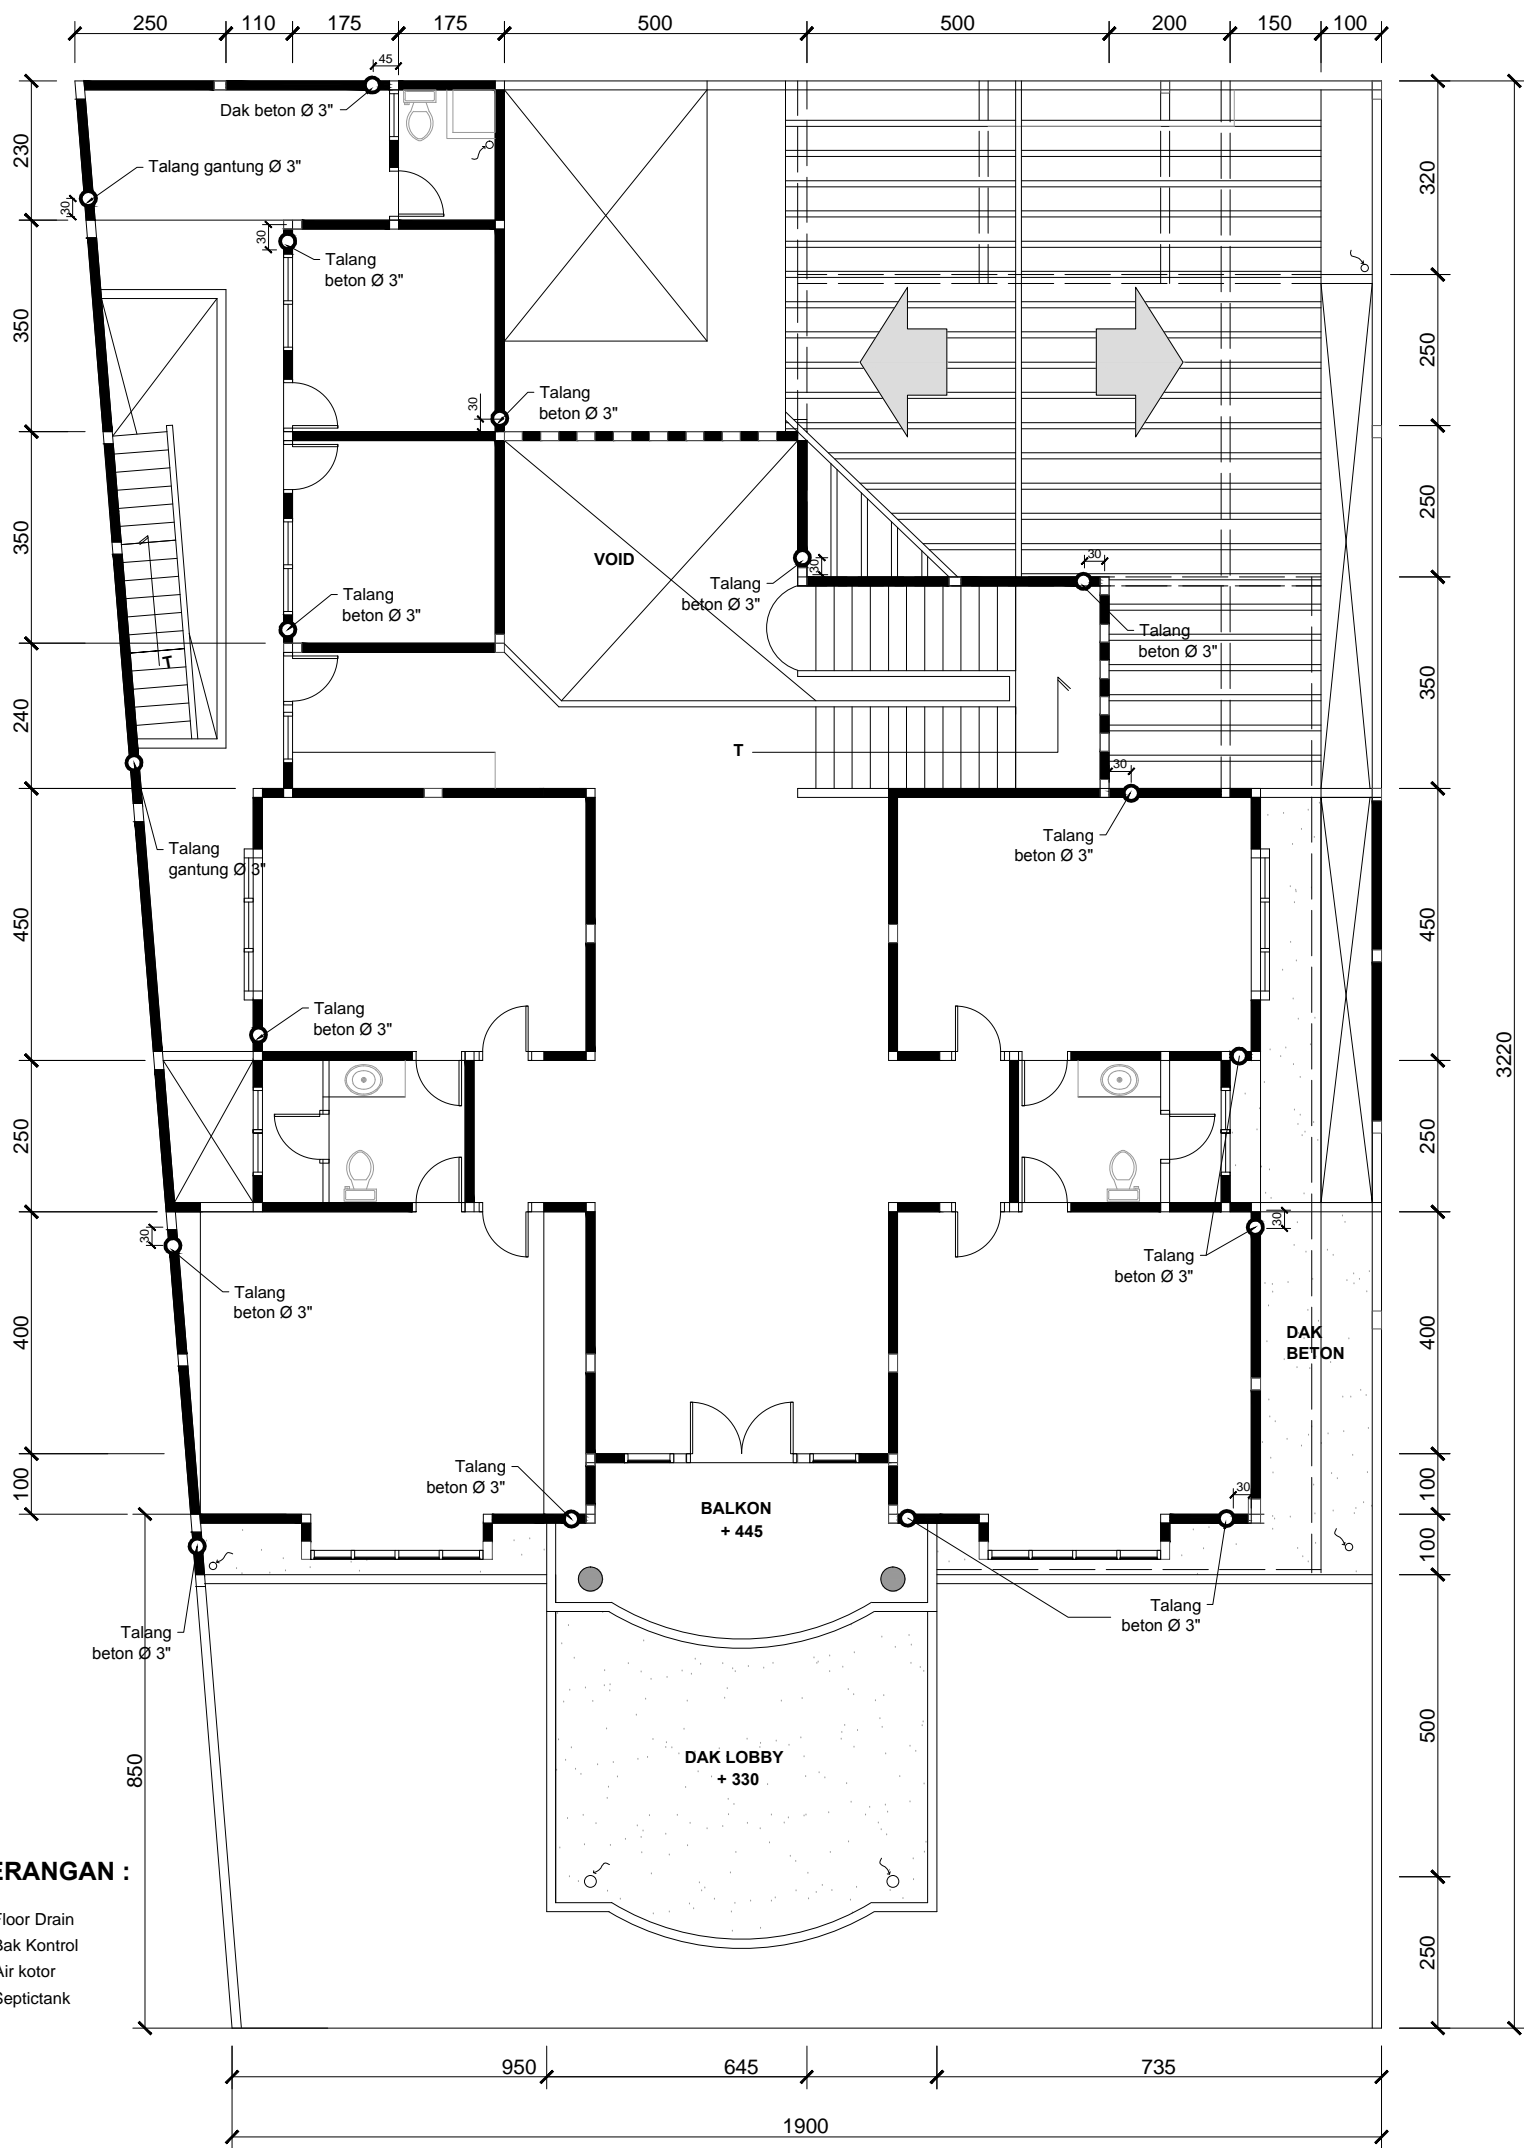 250
110
175
175
500
500
200
150
100
45
Dak beton Ø 3"
Talang gantung Ø 3"
230
30
30
Talang
beton Ø 3"
320
350
30
Talang
beton Ø 3"
250
350
VOID
250
Talang
beton Ø 3"
30
Talang
beton Ø 3"
30
Talang
beton Ø 3"
T
240
T
350
30
3220
Talang
gantung Ø 3"
Talang
beton Ø 3"
450
450
Talang
beton Ø 3"
250
250
30
Talang
beton Ø 3"
30
Talang
beton Ø 3"
400
400
DAK
BETON
100
Talang
beton Ø 3"
BALKON
+ 445
30
100
100
Talang
beton Ø 3"
Talang
beton Ø 3"
850
DAK LOBBY
+ 330
500
ERANGAN :
Floor Drain
Bak Kontrol
Air kotor
Septictank
250
950
645
735
1900